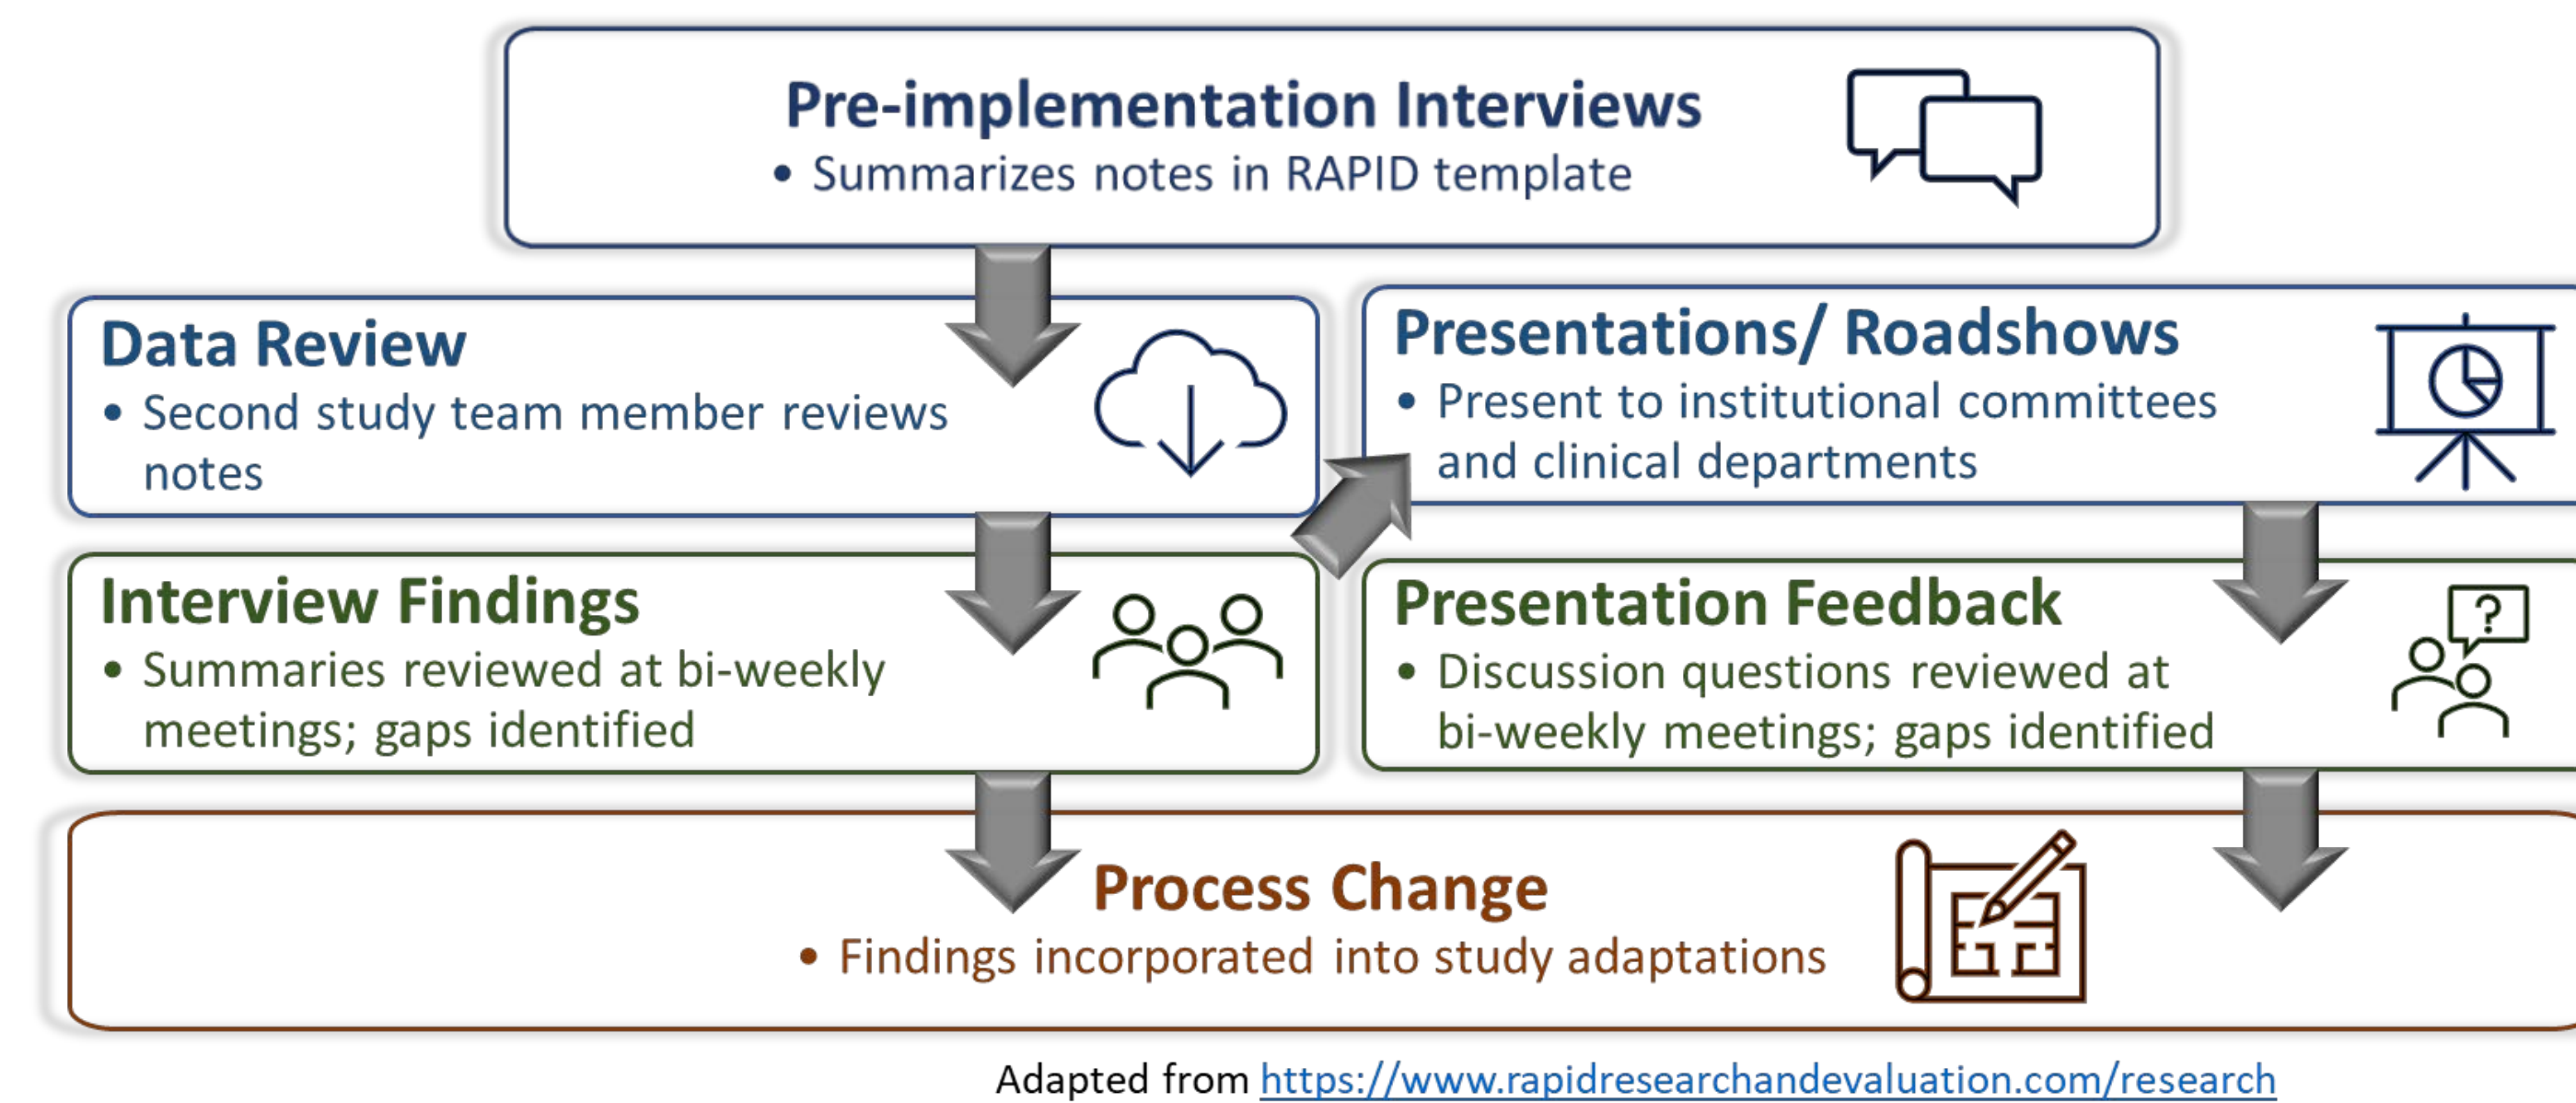 Pre-implementation Interviews
• Summarizes notes in RAPID template
Data Review
• Second study team member reviews
notes
Presentations/ Roadshows
• Present to institutional committees
and clinical departments
Interview Findings
• Summaries reviewed at bi-weekly
meetings; gaps identified
Presentation Feedback
• Discussion questions reviewed at
bi-weekly meetings; gaps identified
?
Process Change
• Findings incorporated into study adaptations
Adapted from https://www.rapidresearchandevaluation.com/research